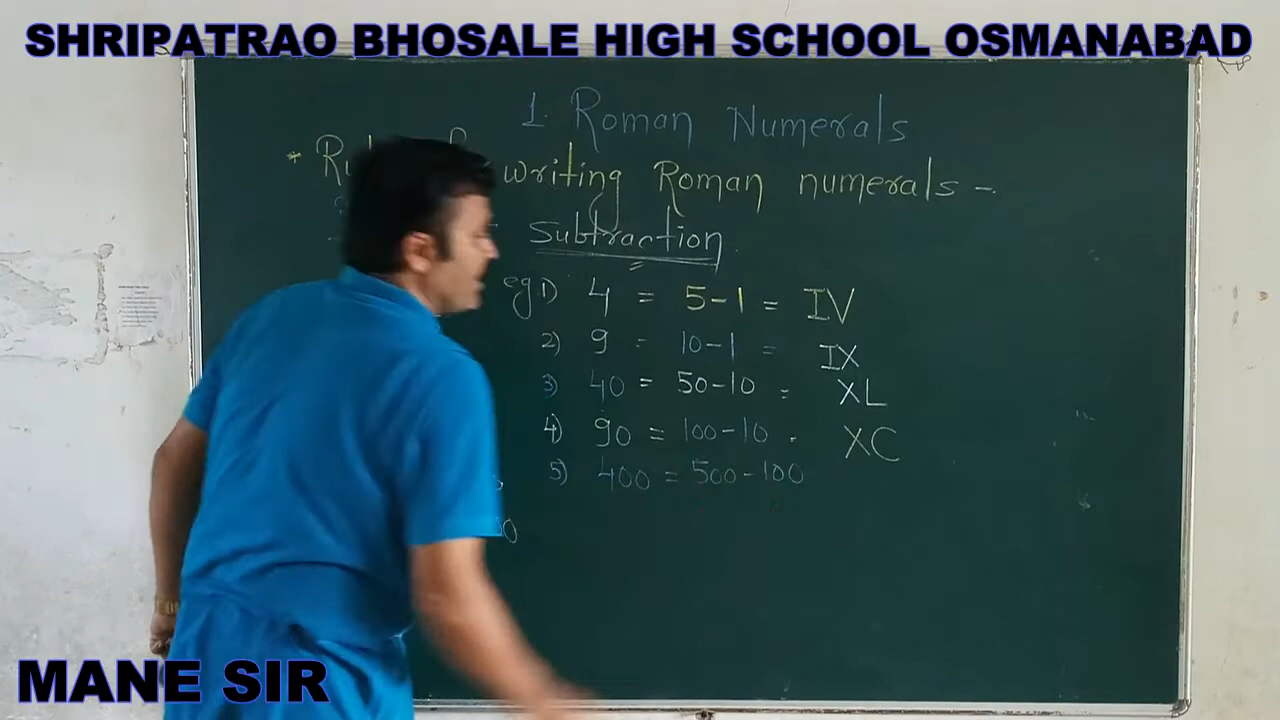 SHRIPATRAO BHOSALE HIGH SCHOOL OSMANABAD
1. Roman Numerals
* writing Roman numerals -
Subtraction
eg 1) 4 = 5-1 = IV
2) 9 = 10-1 = IX
3) 40 = 50-10 = XL
4) 90 = 100-10 = XC
5) 400 = 500-100
MANE SIR